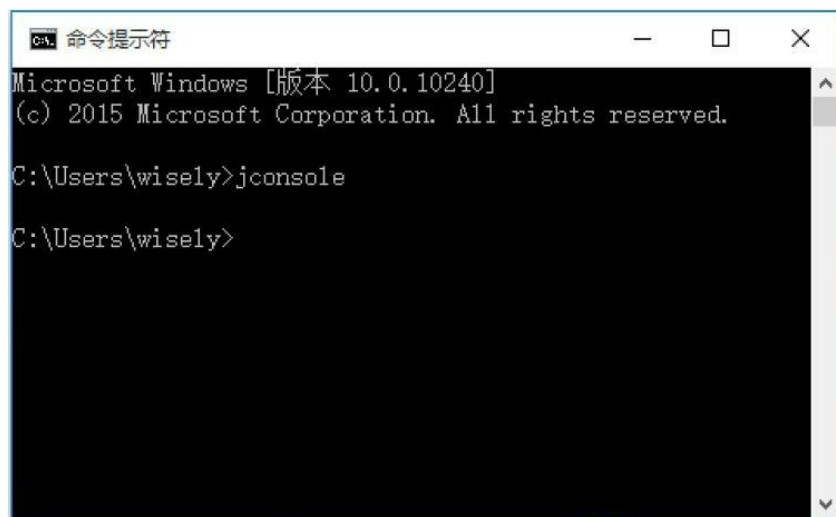 命令提示符
Microsoft Windows [版本 10.0.10240]
(c) 2015 Microsoft Corporation. All rights reserved.
C:\Users\wisely>jconsole
C:\Users\wisely>